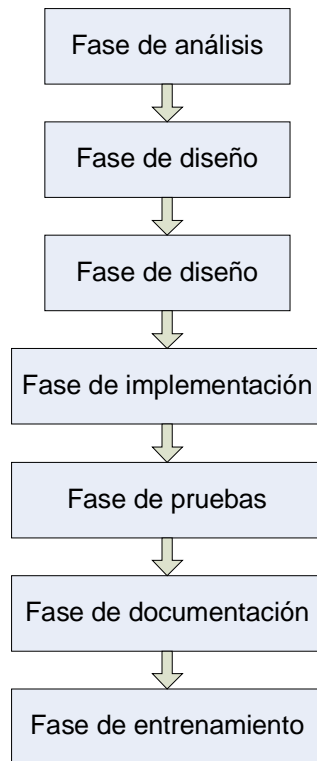 Fase de análisis
Fase de diseño
Fase de diseño
Fase de implementación
Fase de pruebas
Fase de documentación
Fase de entrenamiento